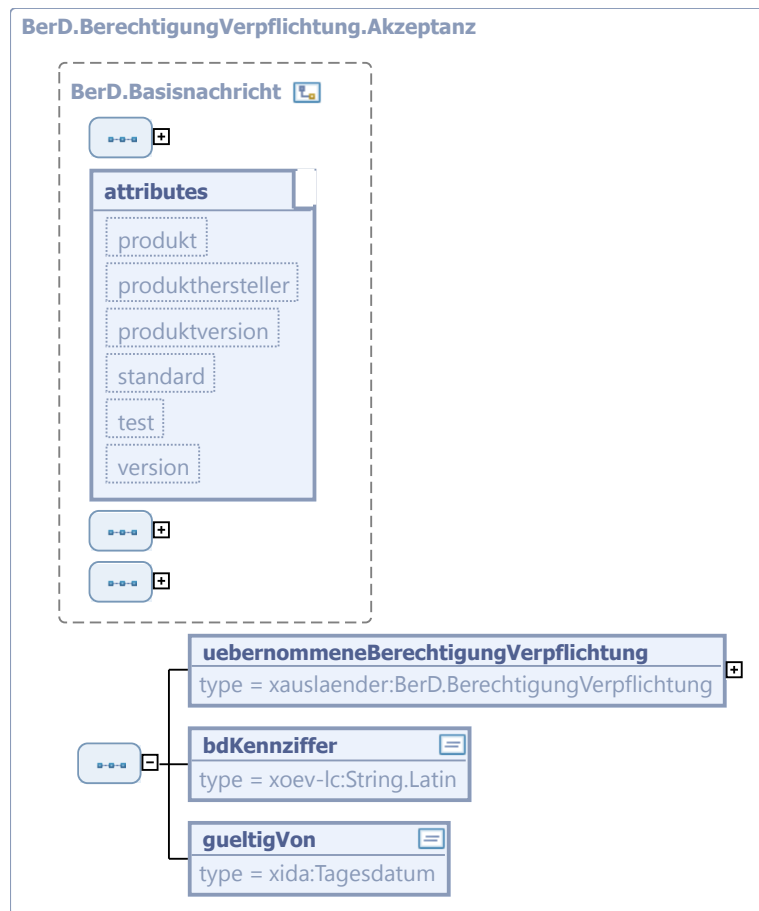 BerD.BerechtigungVerpflichtung.Akzeptanz
BerD.Basisnachricht
attributes
produkt
produkthersteller
produktversion
standard
test
version
uebernommeneBerechtigungVerpflichtung
type = xauslaender:BerD.BerechtigungVerpflichtung
bdKennziffer
type = xoev-lc:String.Latin
gueltigVon
type = xida:Tagesdatum